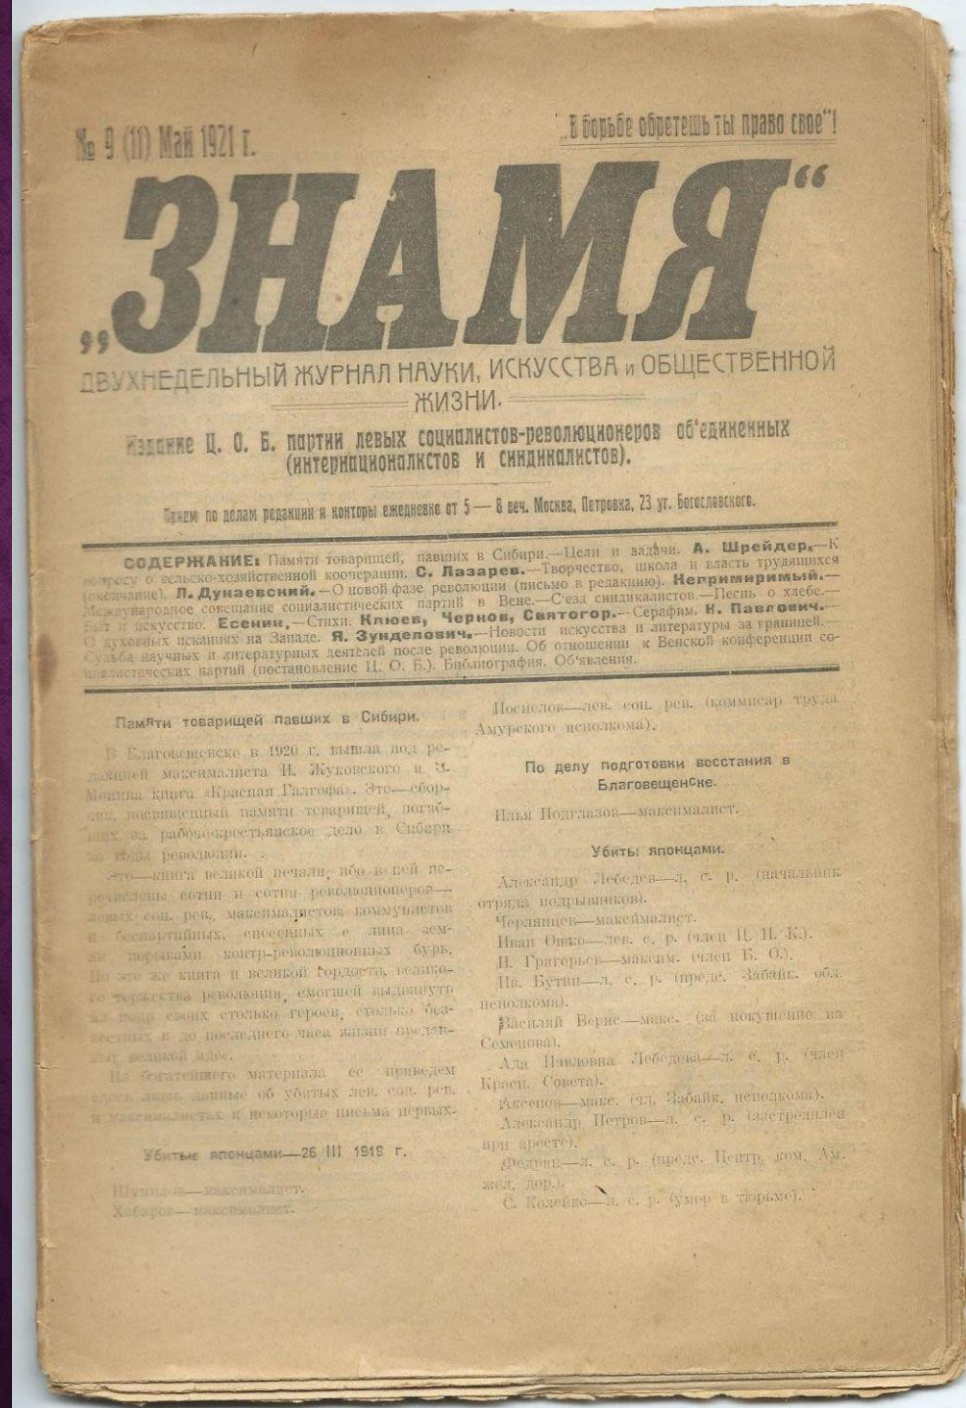 № 9 (11) Май 1921 г.
„В борьбе обретешь ты право свое“!
„ЗНАМЯ“
ДВУХНЕДЕЛЬНЫЙ ЖУРНАЛ НАУКИ, ИСКУССТВА и ОБЩЕСТВЕННОЙ
ЖИЗНИ.
Издание Ц. О. Б. партии левых социалистов-революционеров об'единенных
(интернационалистов и синдикалистов).
Прием по делам редакции и конторы ежедневно от 5 — 8 веч. Москва, Петровка, 23 уг. Богословского.
СОДЕРЖАНИЕ: Памяти товарищей, павших в Сибири.—Цели и задачи. А. Шрейдер.—К
вопросу о сельско-хозяйственной кооперации. С. Лазарев.—Творчество, школа и власть трудящихся
(окончание). Л. Дунаевский.—О новой фазе революции (письмо в редакцию). Непримиримый.—
Международное совещание социалистических партий в Вене.—С'езд синдикалистов.—Песнь о хлебе.—
Быт и искусство. Есенин.—Стихи. Клюев, Чернов, Святогор.—Серафим. Н. Павлович.—
О духовных исканиях на Западе. Я. Зунделович.—Новости искусства и литературы за границей.—
Судьба научных и литературных деятелей после революции. Об отношении к Венской конференции со-
циалистических партий (постановление Ц. О. Б.). Библиография. Об'явления.
Памяти товарищей павших в Сибири.
В Благовещенске в 1920 г. вышла под ре-
дакцией максималиста И. Жуковского и З.
книга «Красная Галгофа». Это—сбор-
ник, посвященный памяти товарищей, погиб-
ших за рабоче-крестьянское дело в Сибири
за годы революции.
Это—книга великой печали, ибо в ней пе-
речислены сотни и сотни революционеров—
левых соц. рев., максималистов, коммунистов
и беспартийных, снесенных с лица зем-
ли порывами контр-революционных бурь.
Но это же книга и великой гордости, велико-
го торжества революции, смогшей выдвинуть
из недр своих столько героев, столько без-
вестных и до последнего часа жизни предан-
ных великой идее.
Из богатейшего материала ее приведем
здесь лишь данные об убитых лев. соц. рев.
и максималистах и некоторые письма первых.
Убитые японцами—26 III 1918 г.
Шумилов—максималист.
Хабаров—максималист.
Поспелов—лев. соц. рев. (коммисар труда
Амурского исполкома).
По делу подготовки восстания в
Благовещенске.
Илья Подглазов—максималист.
Убиты японцами.
Александр Лебедев—л. с. р. (начальник
отряда подрывников).
Черлянцев—максималист.
Иван Ошко—лев. с. р. (член Ц. И. К.).
И. Григорьев—максим. (член Б. О.).
Ив. Бутин—л. с. р. (предс. Забайк. обл.
исполкома).
Василий Верис—макс. (за покушение на
Семенова).
Ада Павловна Лебедева—л. с. р. (член
Красн. Совета).
Аксенов—макс. (чл. Забайк. исполкома).
Александр Петров—л. с. р. (застрелен
при аресте).
л. с. р. (предс. Центр. ком. Ам.
жел. дор.).
С. Колейко—л. с. р. (умер в тюрьме).